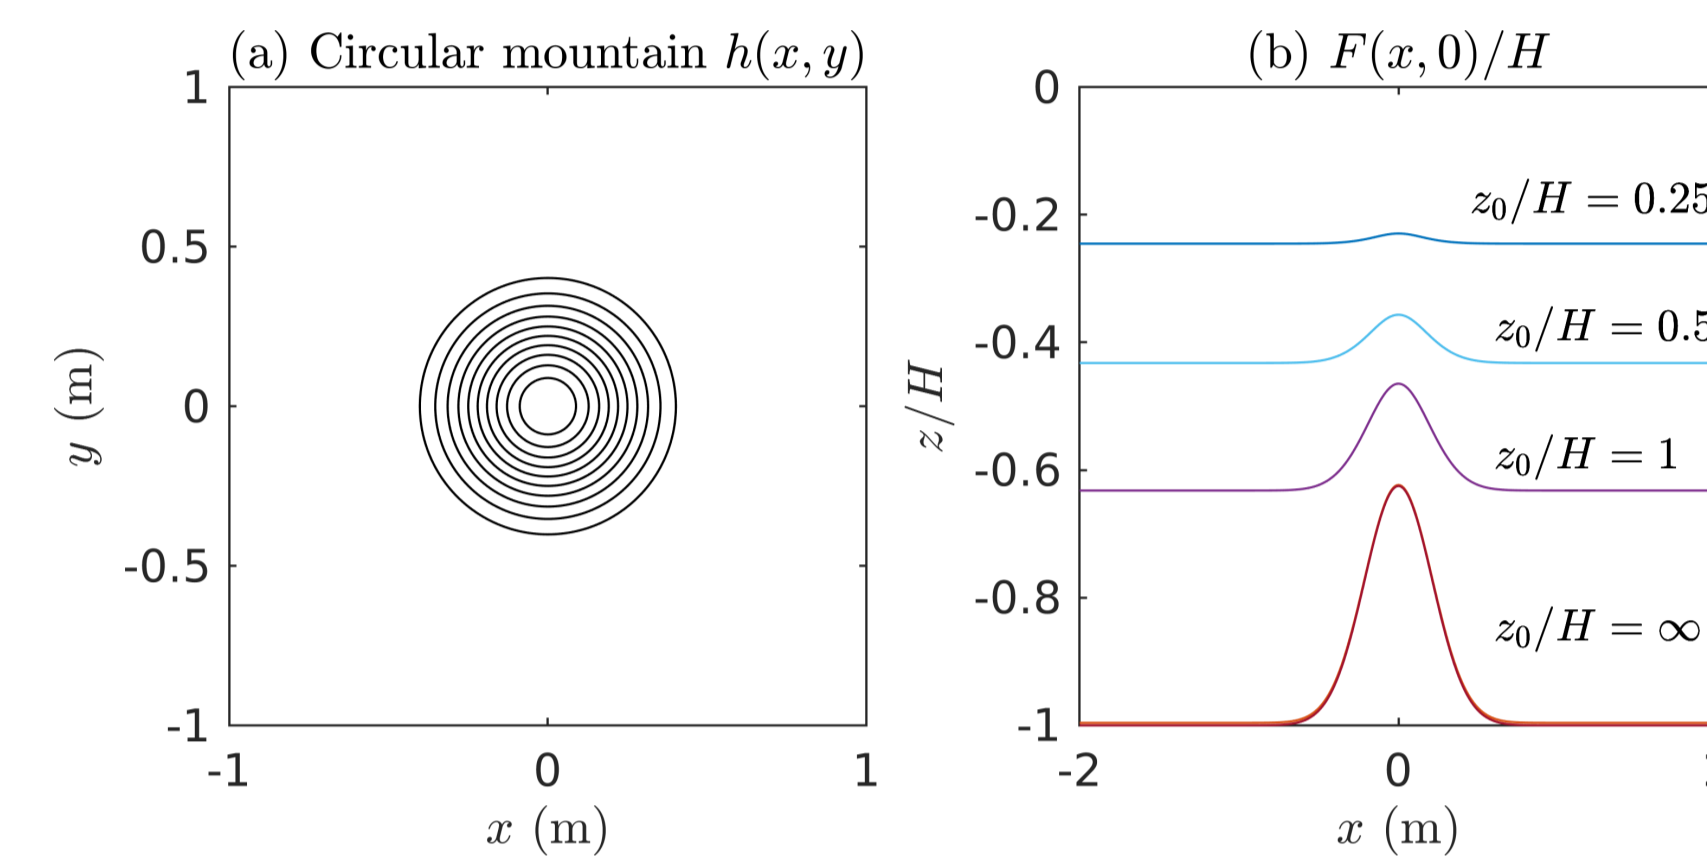 (a) Circular mountain h(x, y)
1
0.5
0
-0.5
-1
-1 0 1
x (m)
y (m)
(b) F(x, 0)/H
0
-0.2
-0.4
-0.6
-0.8
-1
-2 0
x (m)
z/H
z₀/H = 0.25
z₀/H = 0.5
z₀/H = 1
z₀/H = ∞